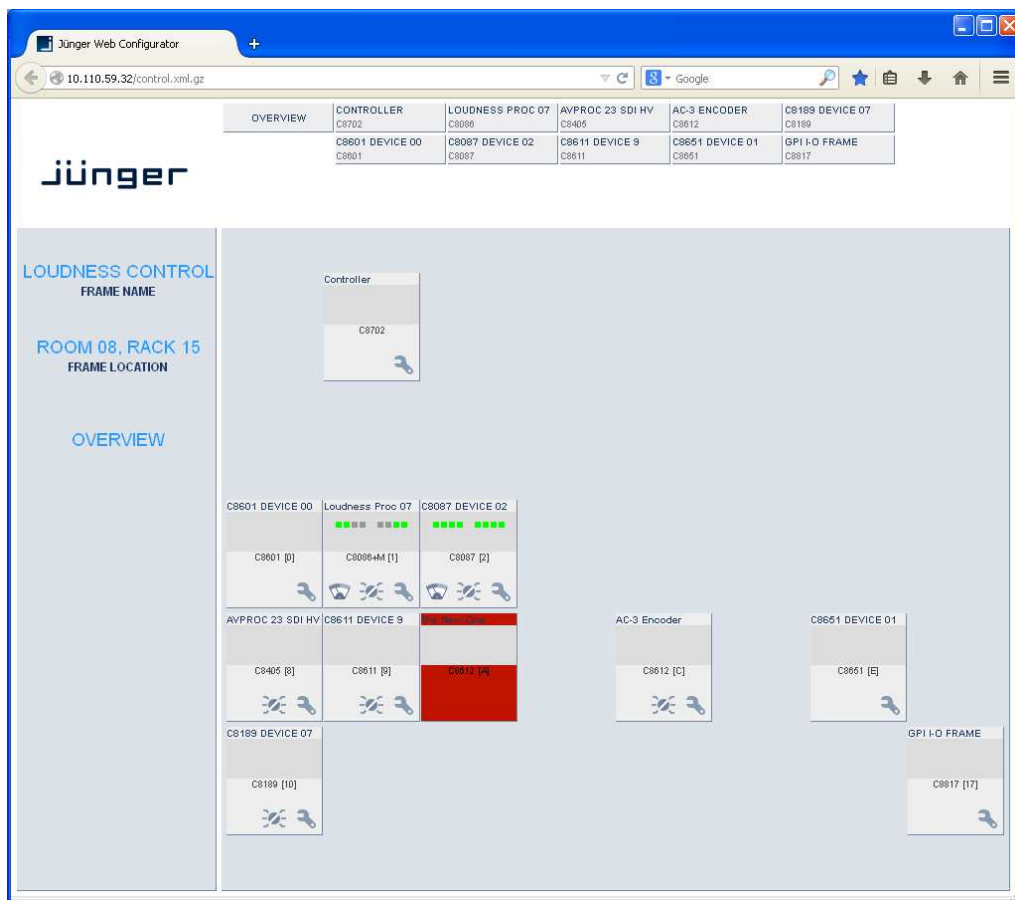 Jünger Web Configurator
10.110.59.32/control.xml.gz
8
Google
OVERVIEW
CONTROLLER
C8702
LOUDNESS PROC 07
C8086
AVPROC 23 SDI HV
C8405
AC-3 ENCODER
C8612
C8189 DEVICE 07
C8189
C8601 DEVICE 00
C8601
C8087 DEVICE 02
C8087
C8611 DEVICE 9
C8611
C8651 DEVICE 01
C8651
GPI I-O FRAME
C8817
jünger
LOUDNESS CONTROL
FRAME NAME
ROOM 08, RACK 15
FRAME LOCATION
OVERVIEW
Controller
C8702
C8601 DEVICE 00
C8601 [0]
Loudness Proc 07
C8086+M [1]
C8087 DEVICE 02
C8087 [2]
AVPROC 23 SDI HV
C8405 [8]
C8611 DEVICE 9
C8611 [9]
C8612 [A]
AC-3 Encoder
C8612 [C]
C8651 DEVICE 01
C8651 [E]
C8189 DEVICE 07
C8189 [10]
GPI I-O FRAME
C8817 [17]